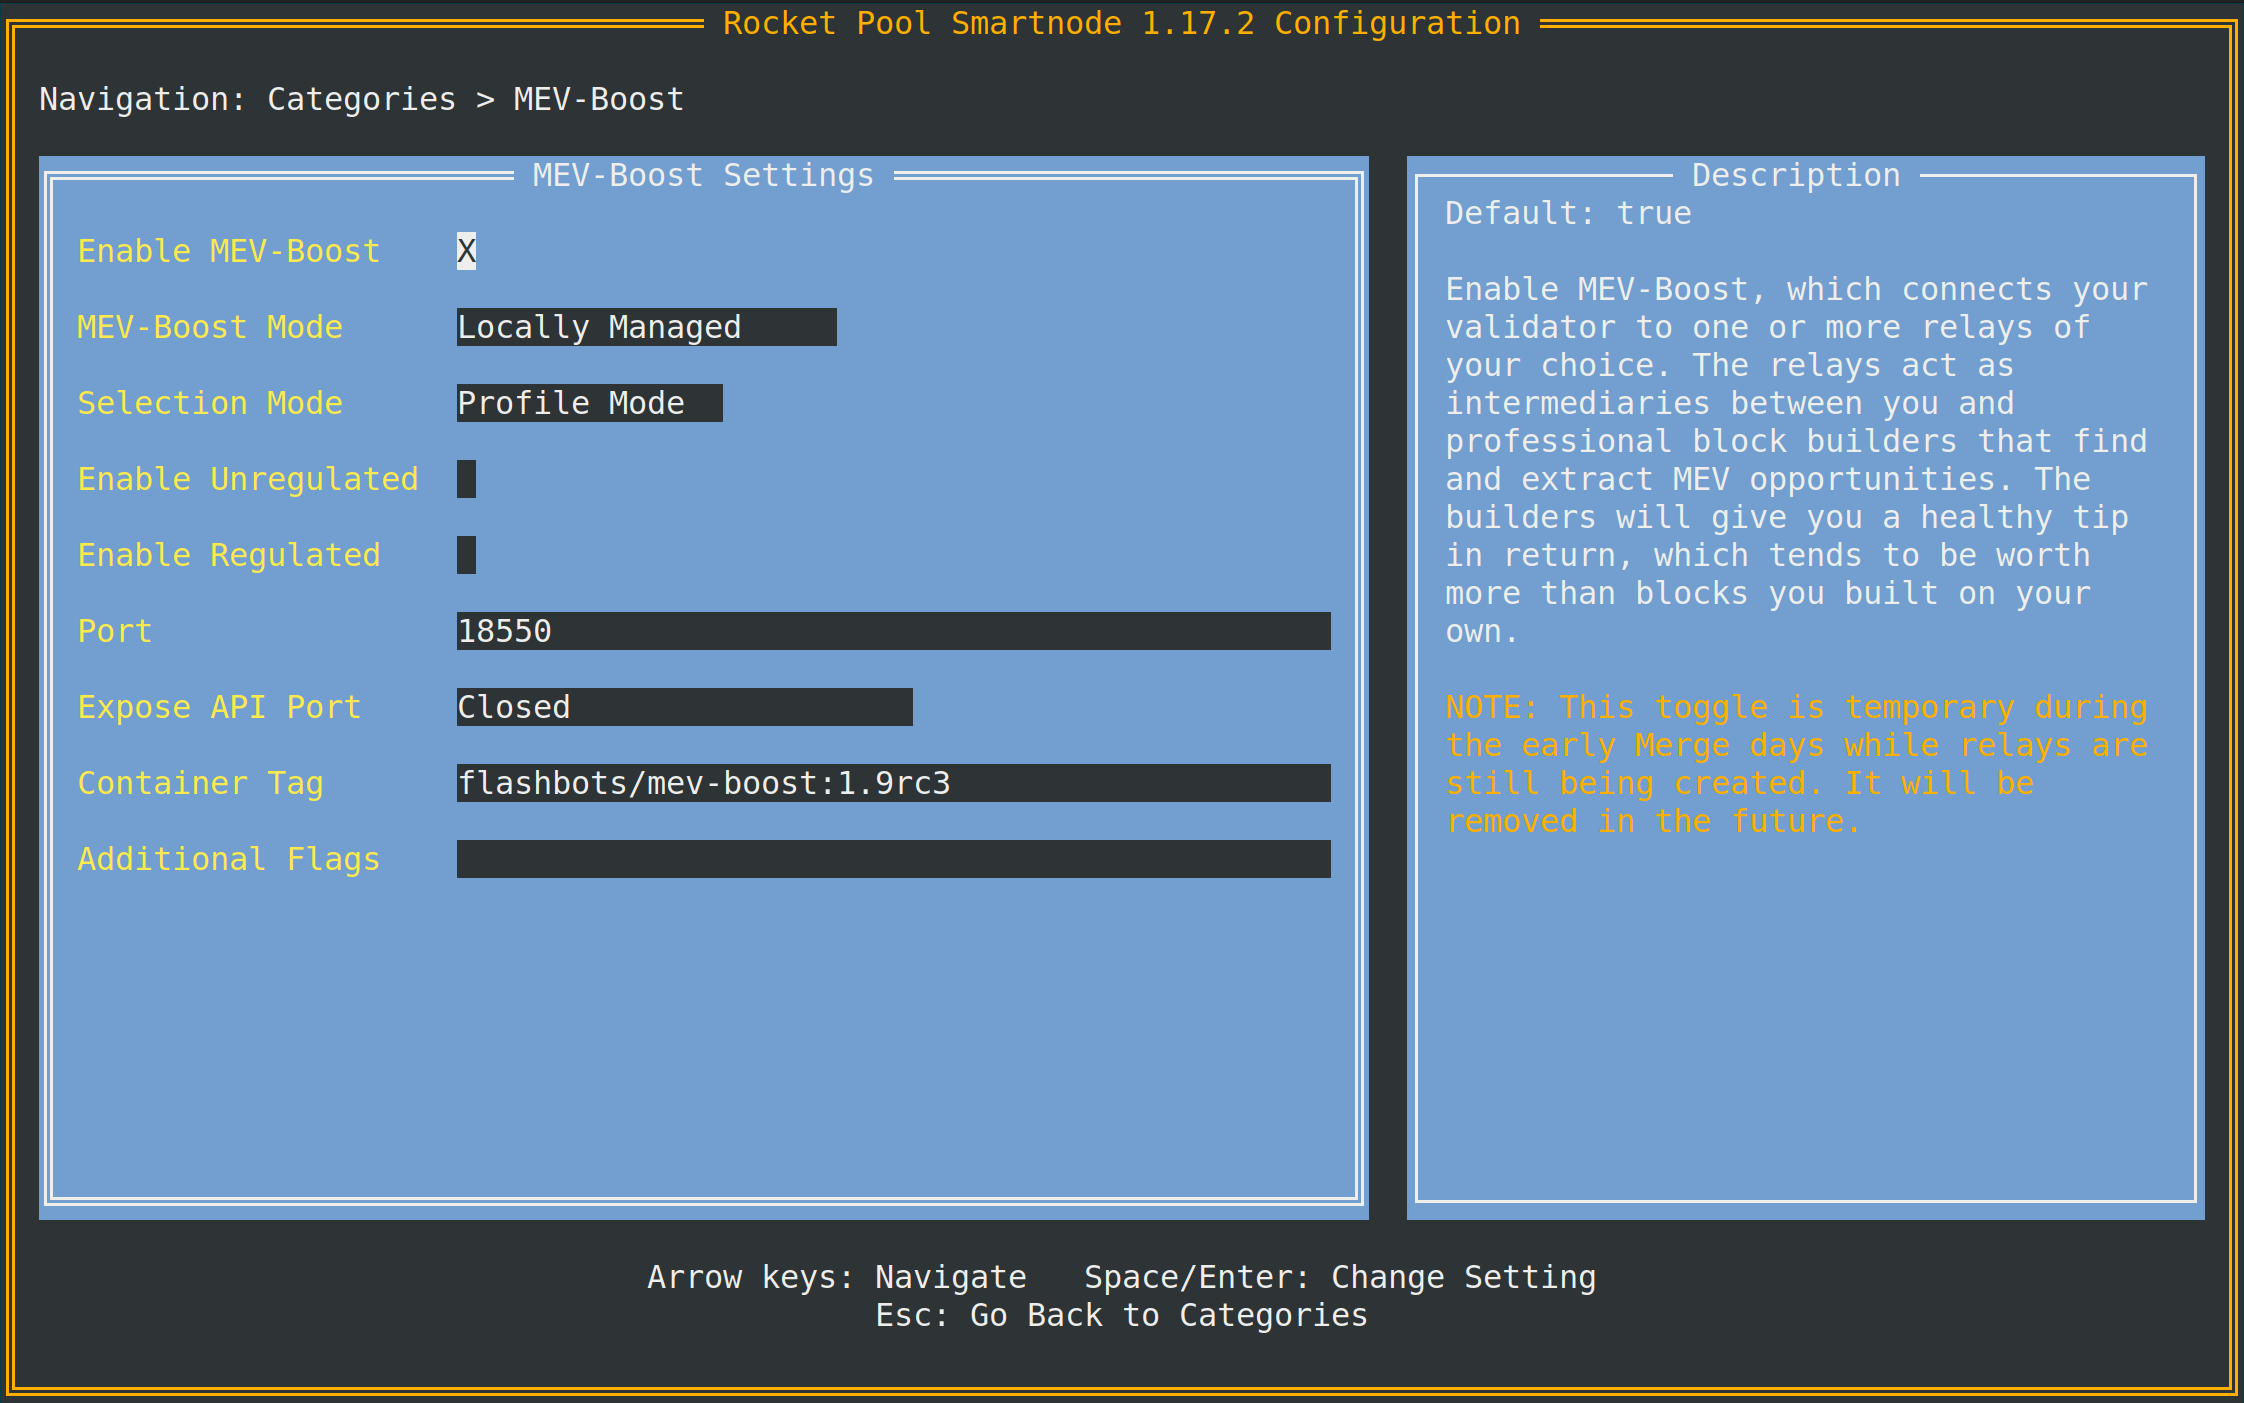 Rocket Pool Smartnode 1.17.2 Configuration
Navigation: Categories > MEV-Boost
MEV-Boost Settings
Enable MEV-Boost X
MEV-Boost Mode Locally Managed
Selection Mode Profile Mode
Enable Unregulated
Enable Regulated
Port 18550
Expose API Port Closed
Container Tag flashbots/mev-boost:1.9rc3
Additional Flags
Description
Default: true
Enable MEV-Boost, which connects your
validator to one or more relays of
your choice. The relays act as
intermediaries between you and
professional block builders that find
and extract MEV opportunities. The
builders will give you a healthy tip
in return, which tends to be worth
more than blocks you built on your
own.
NOTE: This toggle is temporary during
the early Merge days while relays are
still being created. It will be
removed in the future.
Arrow keys: Navigate   Space/Enter: Change Setting
Esc: Go Back to Categories